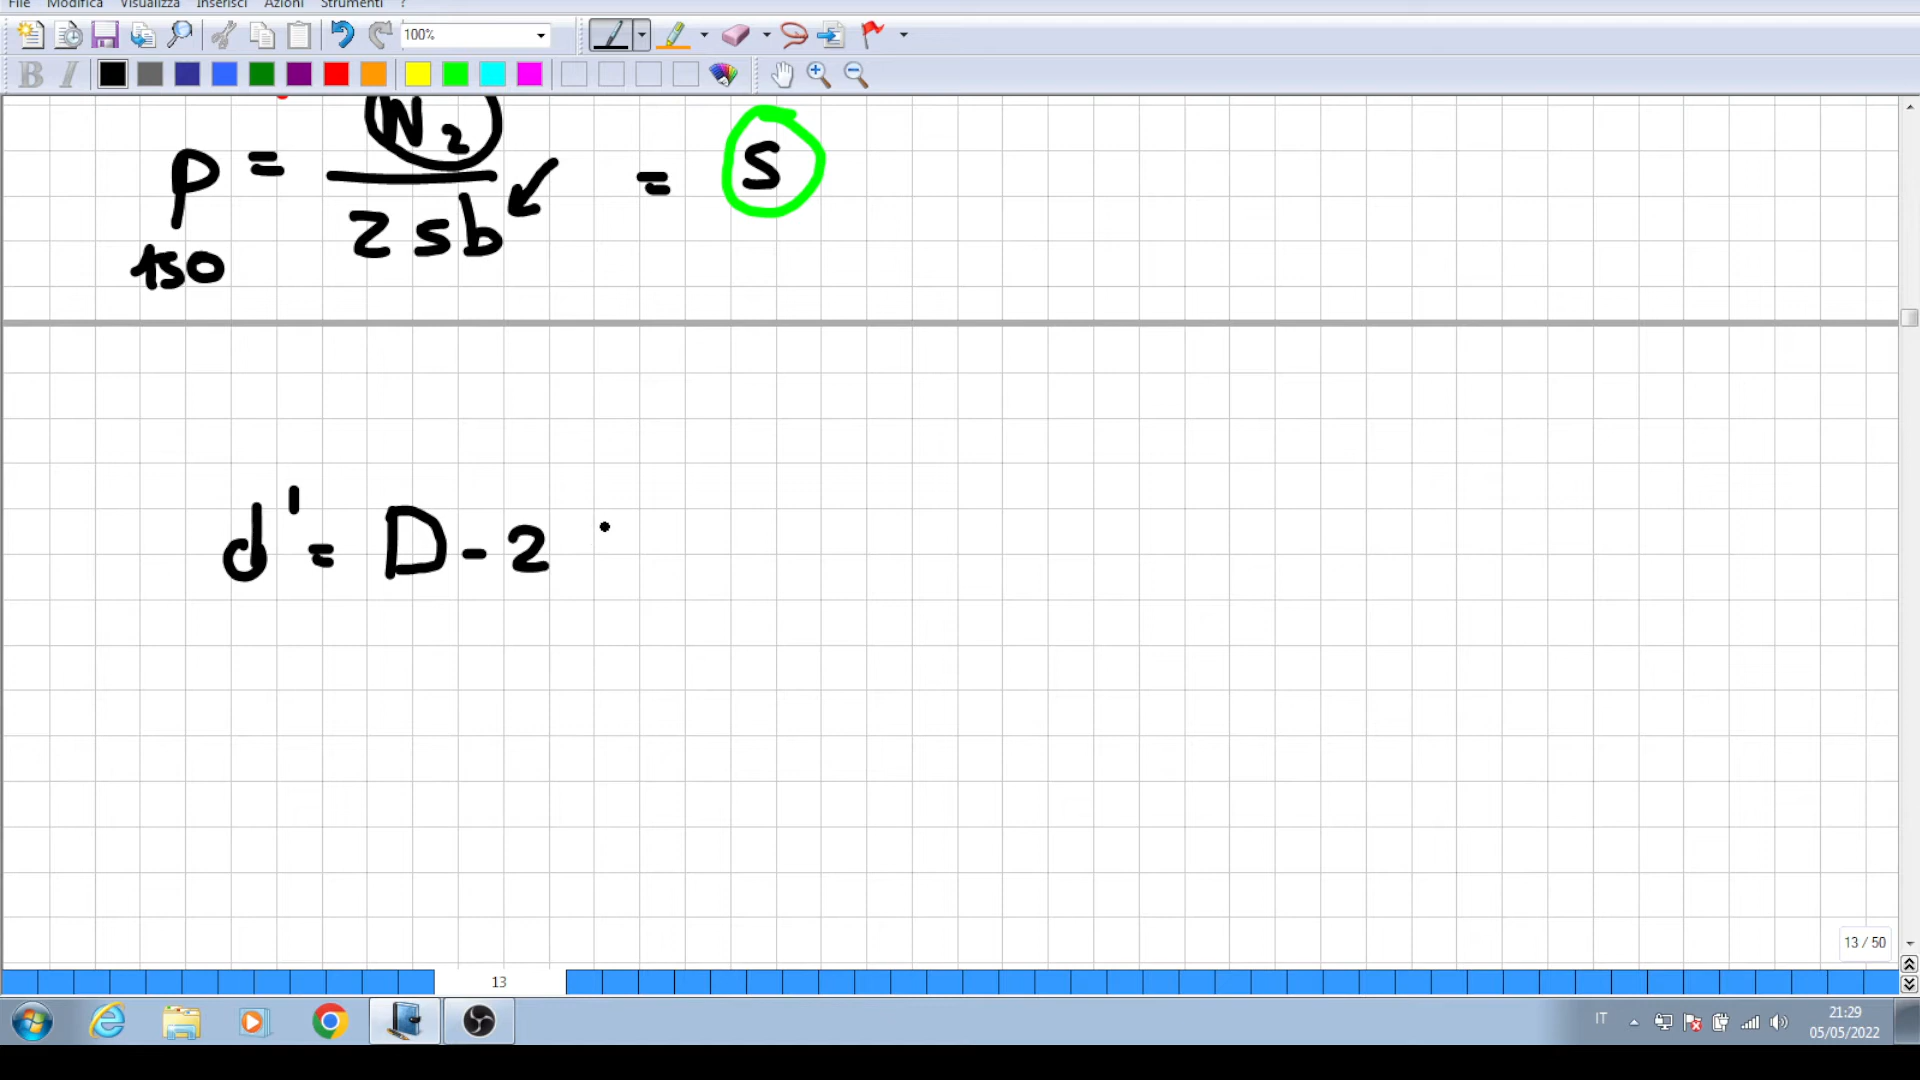 File Modifica Visualizza Inserisci Azioni Strumenti ?
100%
B I
N2
p = = S
2 s b
150
d' = D - 2
13 / 50
13
IT
21:29
05/05/2022